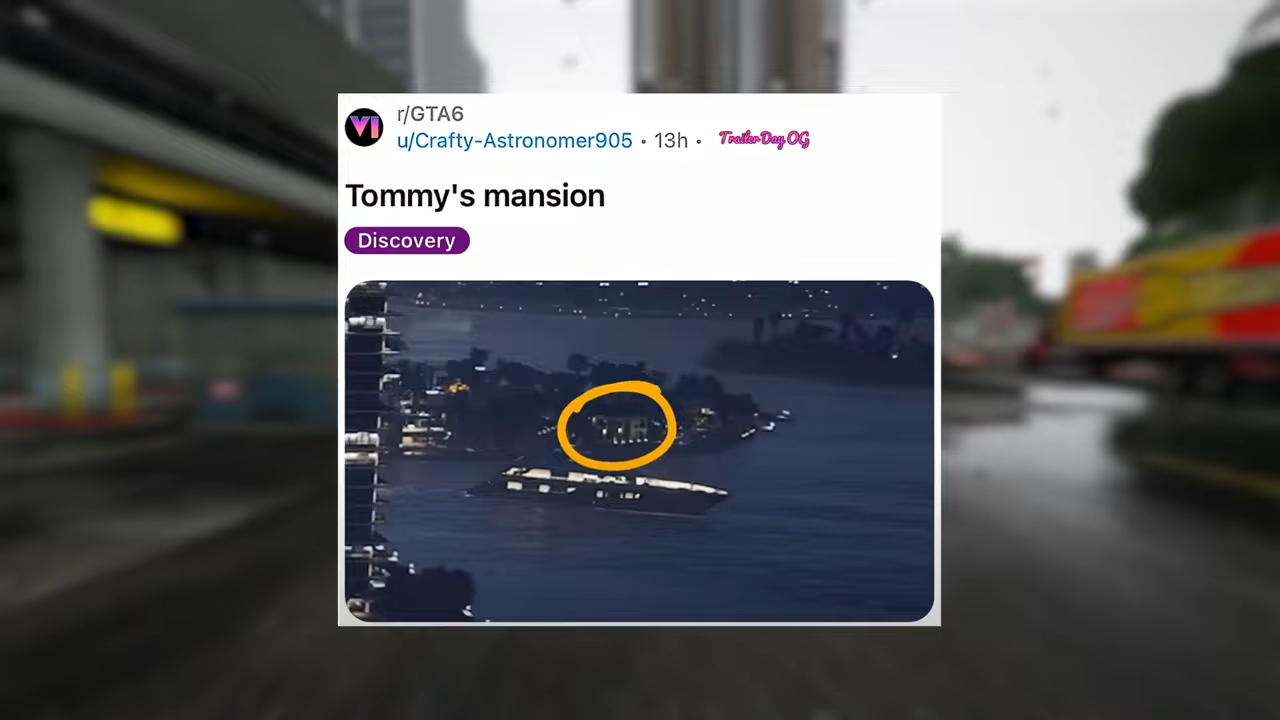 r/GTA6
u/Crafty-Astronomer905 • 13h •
Trailer Day OG
Tommy's mansion
Discovery
VI